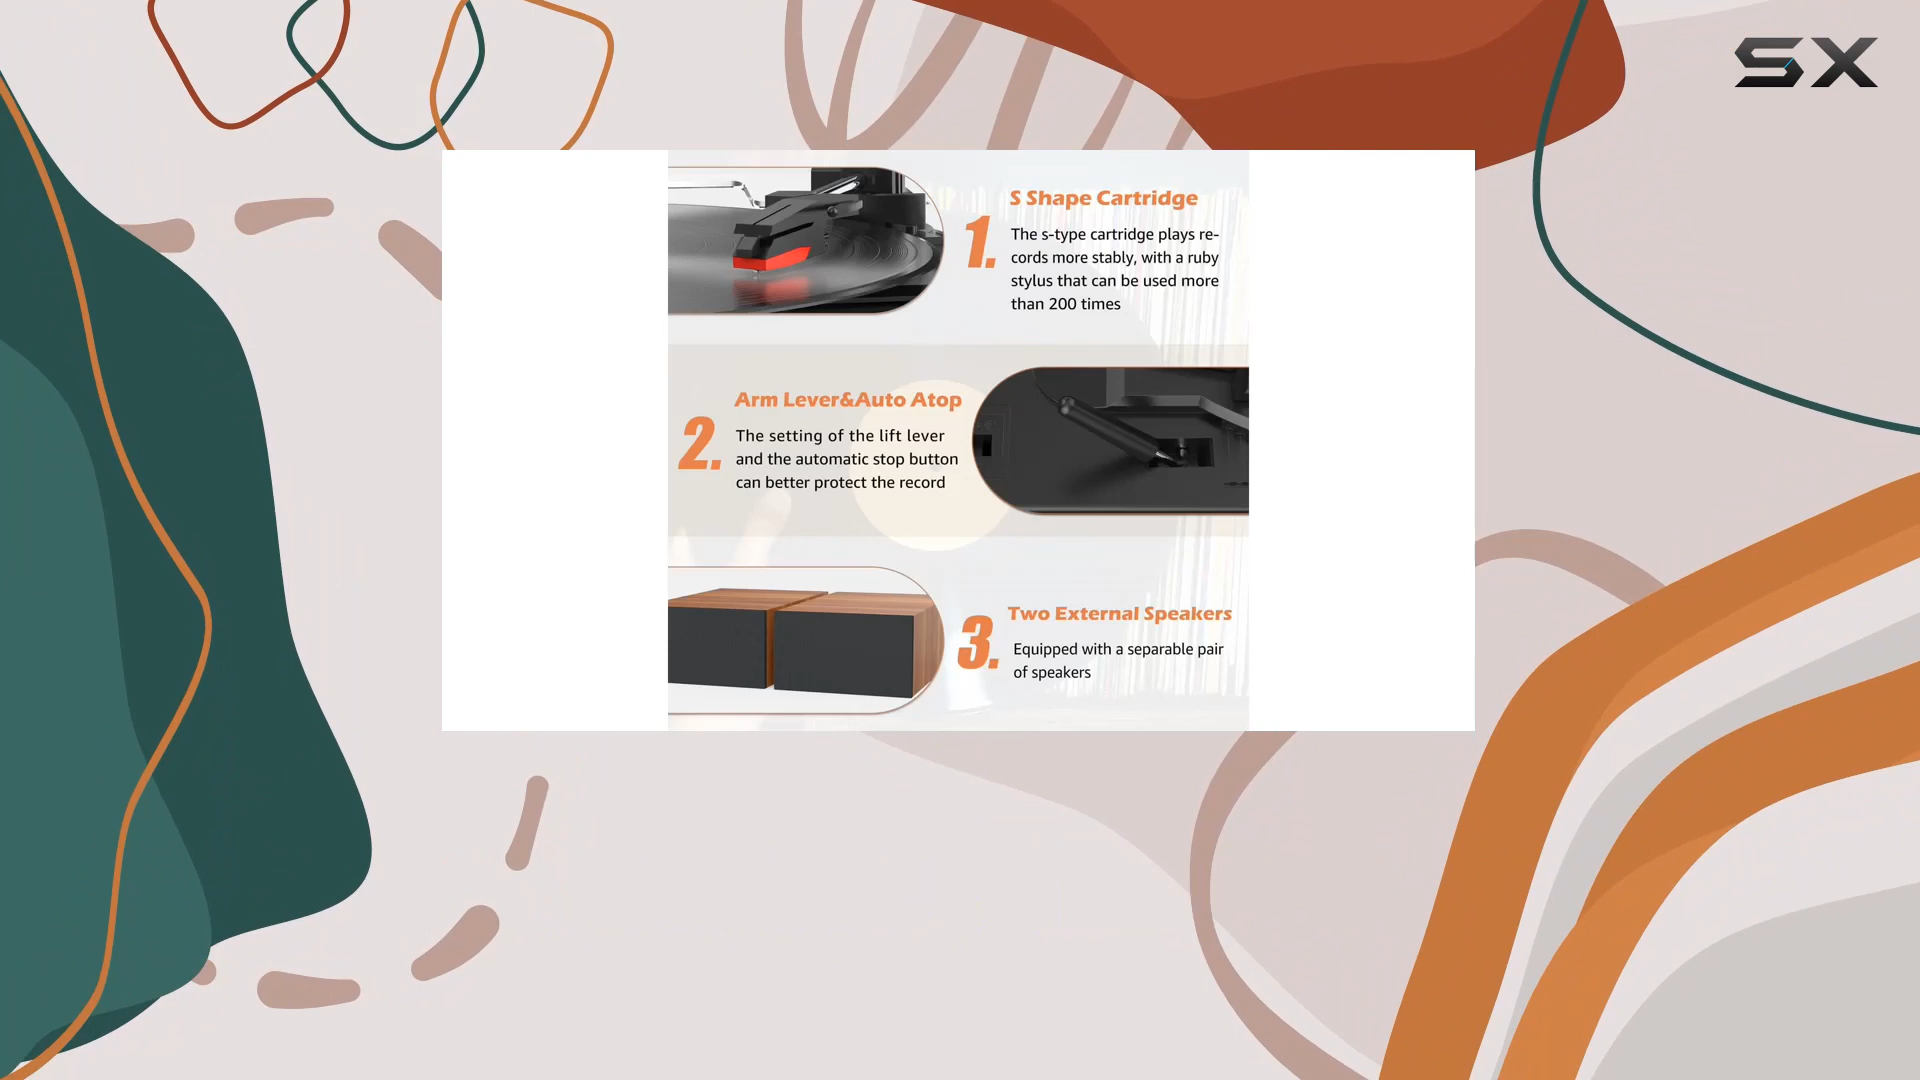 SX
S Shape Cartridge
1.
The s-type cartridge plays re-
cords more stably, with a ruby
stylus that can be used more
than 200 times
Arm Lever&Auto Atop
2.
The setting of the lift lever
and the automatic stop button
can better protect the record
Two External Speakers
3.
Equipped with a separable pair
of speakers